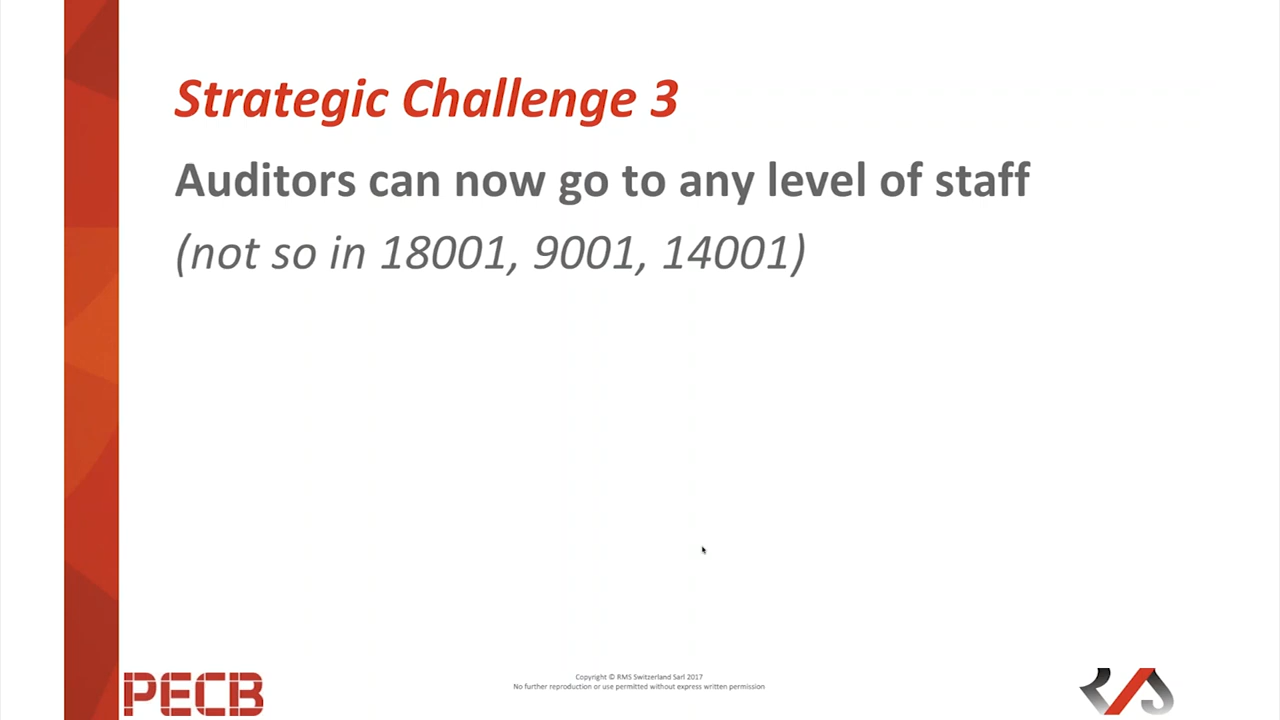 Strategic Challenge 3
Auditors can now go to any level of staff
(not so in 18001, 9001, 14001)
PECB
Copyright © RMS Switzerland Sarl 2017
No further reproduction or use permitted without express written permission
RMS